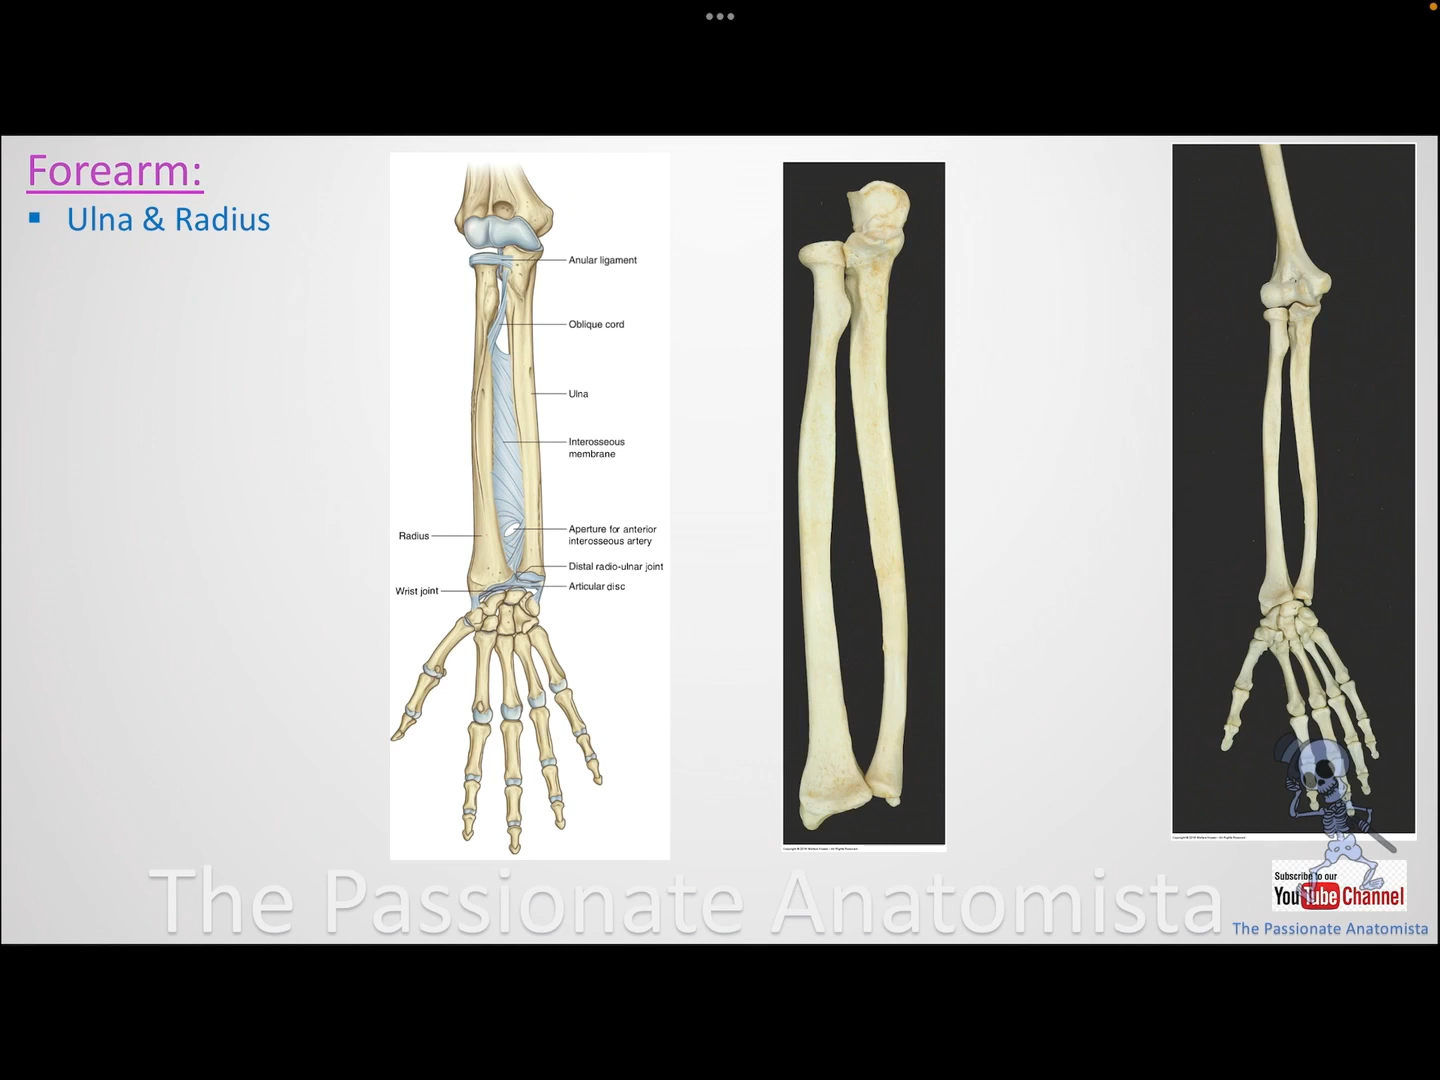 Forearm:
▪ Ulna & Radius
Anular ligament
Oblique cord
Ulna
Interosseous
membrane
Radius
Aperture for anterior
interosseous artery
Distal radio-ulnar joint
Wrist joint
Articular disc
The Passionate Anatomista
Subscribe to our
YouTube Channel
The Passionate Anatomista